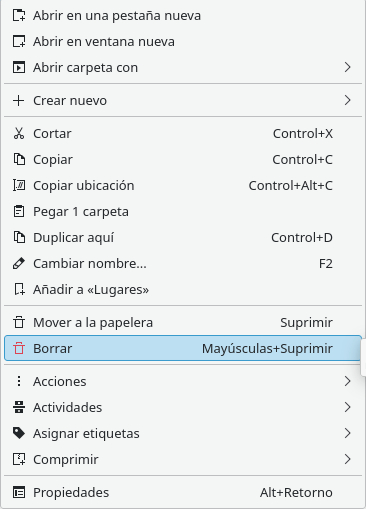 Abrir en una pestaña nueva
Abrir en ventana nueva
Abrir carpeta con
Crear nuevo
Cortar Control+X
Copiar Control+C
Copiar ubicación Control+Alt+C
Pegar 1 carpeta
Duplicar aquí Control+D
Cambiar nombre... F2
Añadir a «Lugares»
Mover a la papelera Suprimir
Borrar Mayúsculas+Suprimir
Acciones
Actividades
Asignar etiquetas
Comprimir
Propiedades Alt+Retorno